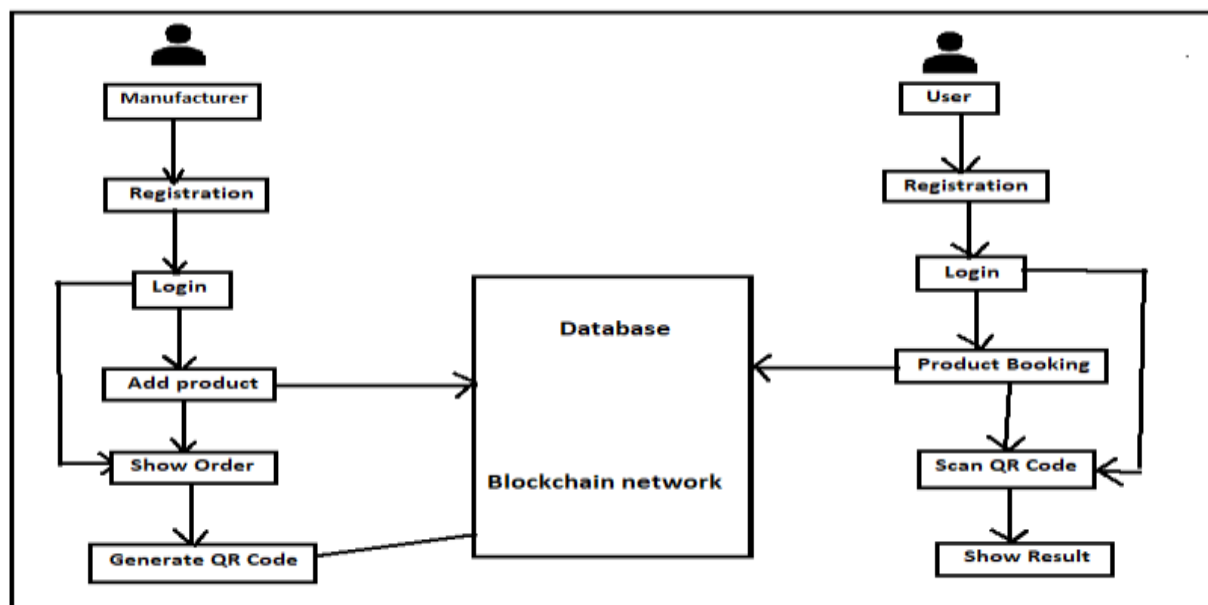 Manufacturer
Registration
Login
Add product
Show Order
Generate QR Code
Database
Blockchain network
User
Registration
Login
Product Booking
Scan QR Code
Show Result